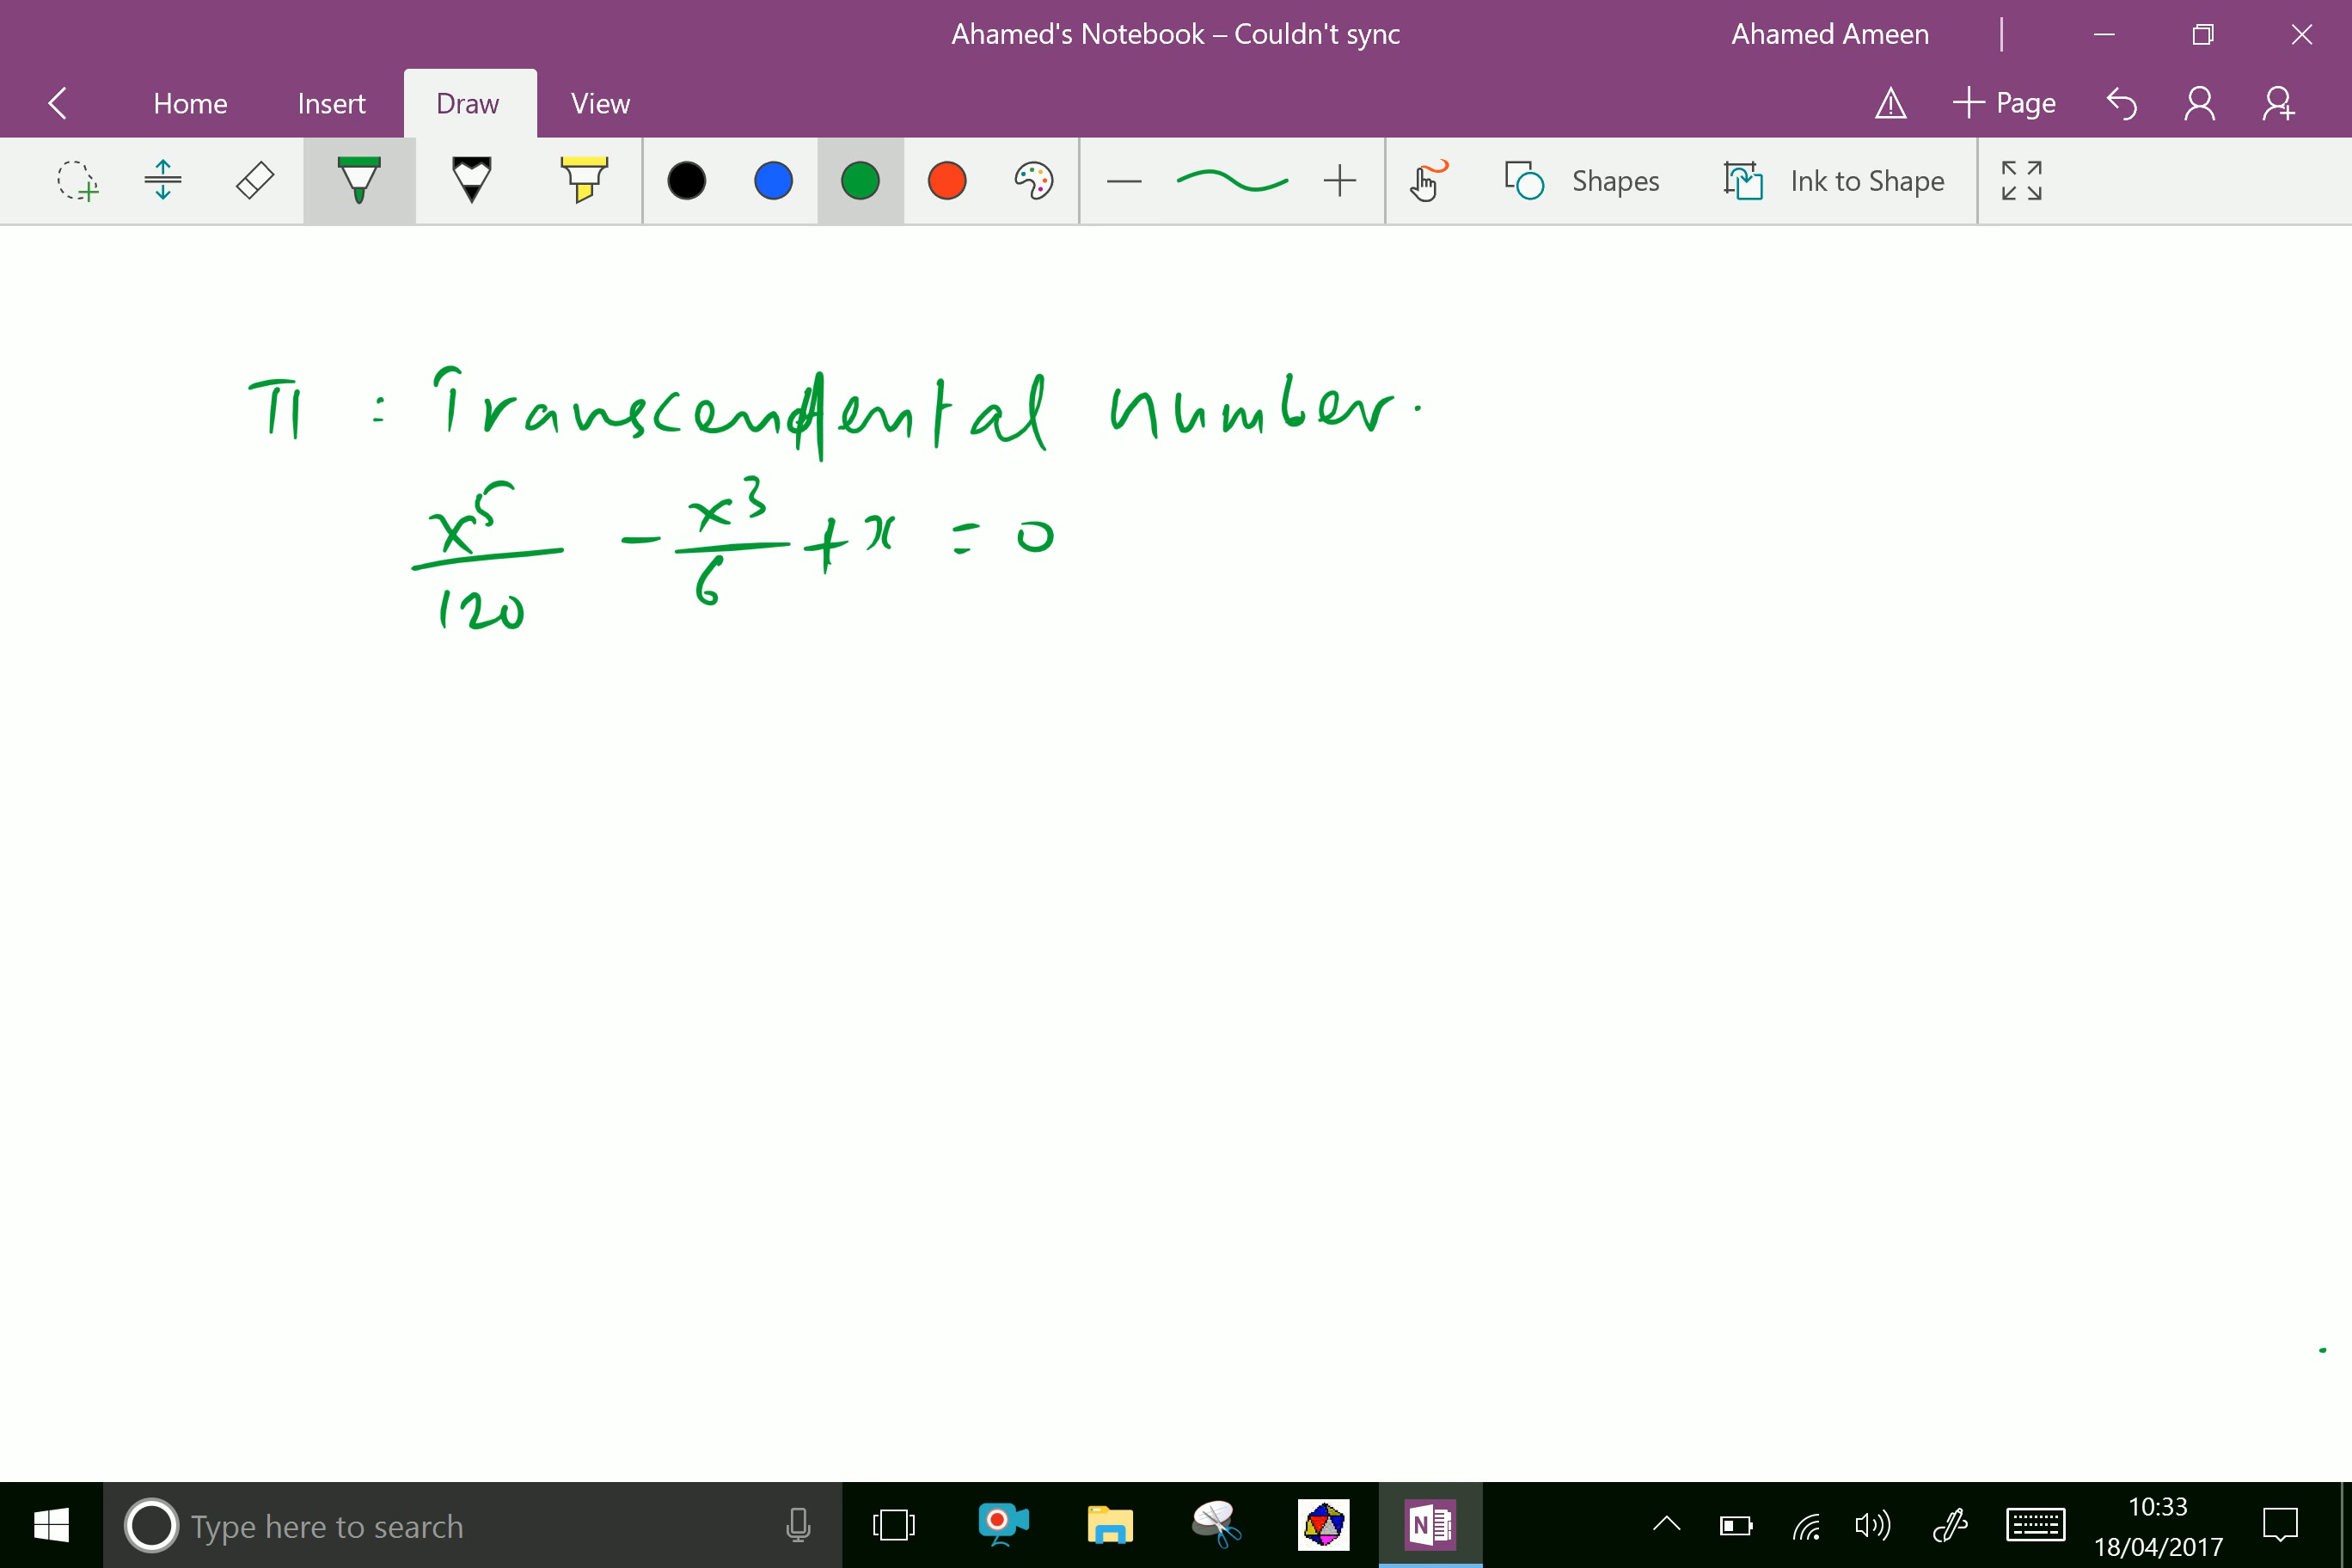 Ahamed's Notebook – Couldn't sync
Ahamed Ameen
Home Insert Draw View
Page
Shapes Ink to Shape
π : Transcendental number.
x⁵/120 - x³/6 + x = 0
Type here to search
N
10:33
18/04/2017